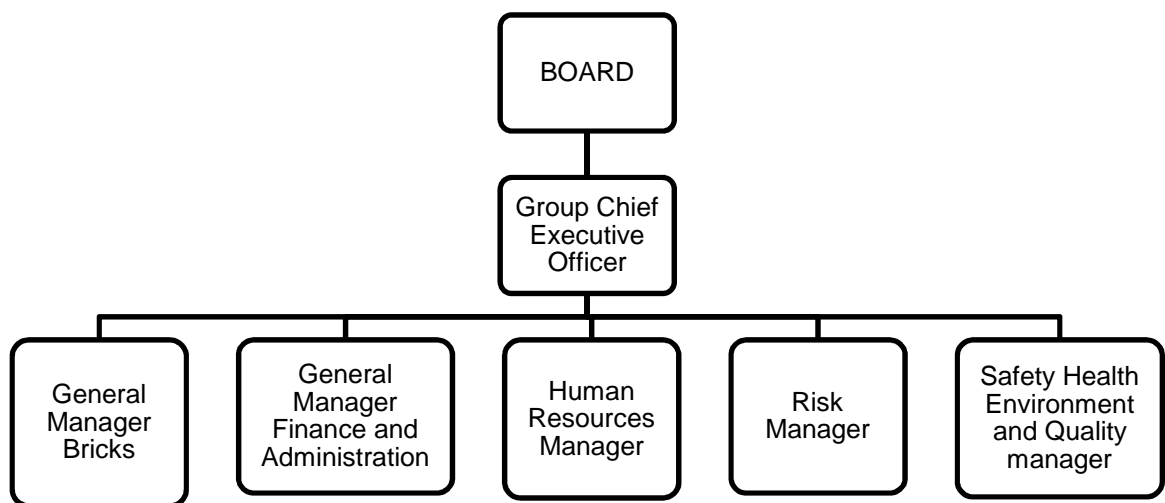 BOARD
Group Chief
Executive
Officer
General
Manager
Bricks
General
Manager
Finance and
Administration
Human
Resources
Manager
Risk
Manager
Safety Health
Environment
and Quality
manager